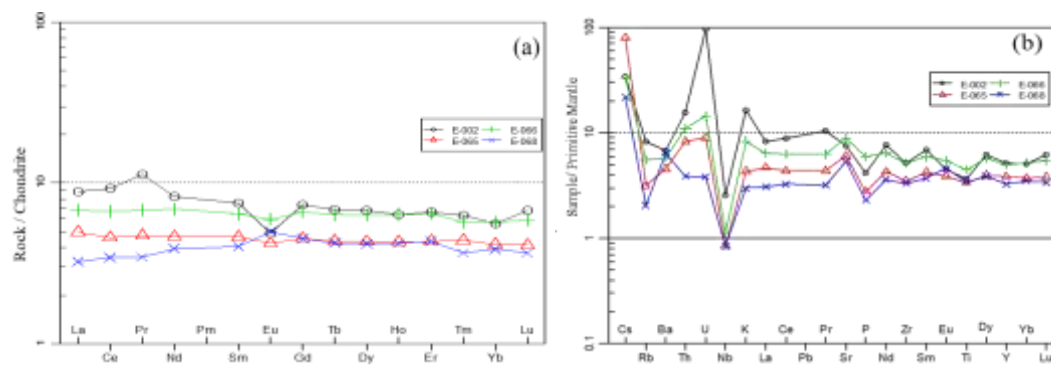 (a)
100
10
1
Rock / Chondrite
E-002 E-066
E-065 E-068
La Pr Pm Eu Tb Ho Tm Lu
Ce Nd Sm Gd Dy Er Yb
(b)
100
10
1
0.1
Sample/ Primitive Mantle
E-002 E-066
E-065 E-068
Cs Ba U K Ce Pr P Zr Eu Dy Yb
Rb Th Nb La Pb Sr Nd Sm Ti Y Lu